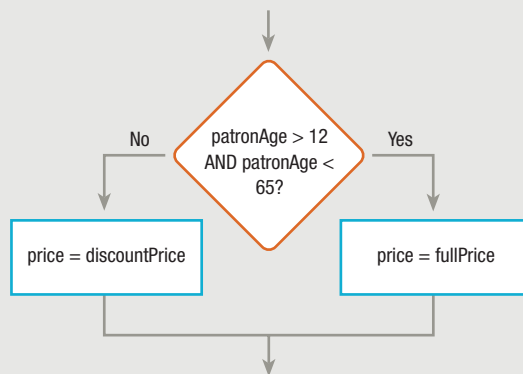 patronAge > 12
AND patronAge <
65?
No
Yes
price = discountPrice
price = fullPrice